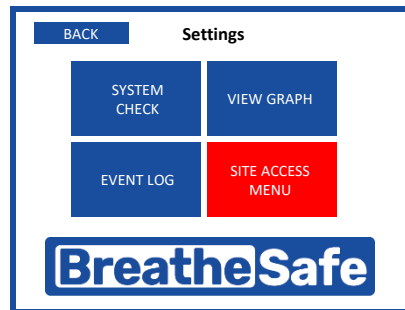 BACK Settings
SYSTEM
CHECK
VIEW GRAPH
EVENT LOG
SITE ACCESS
MENU
BreatheSafe